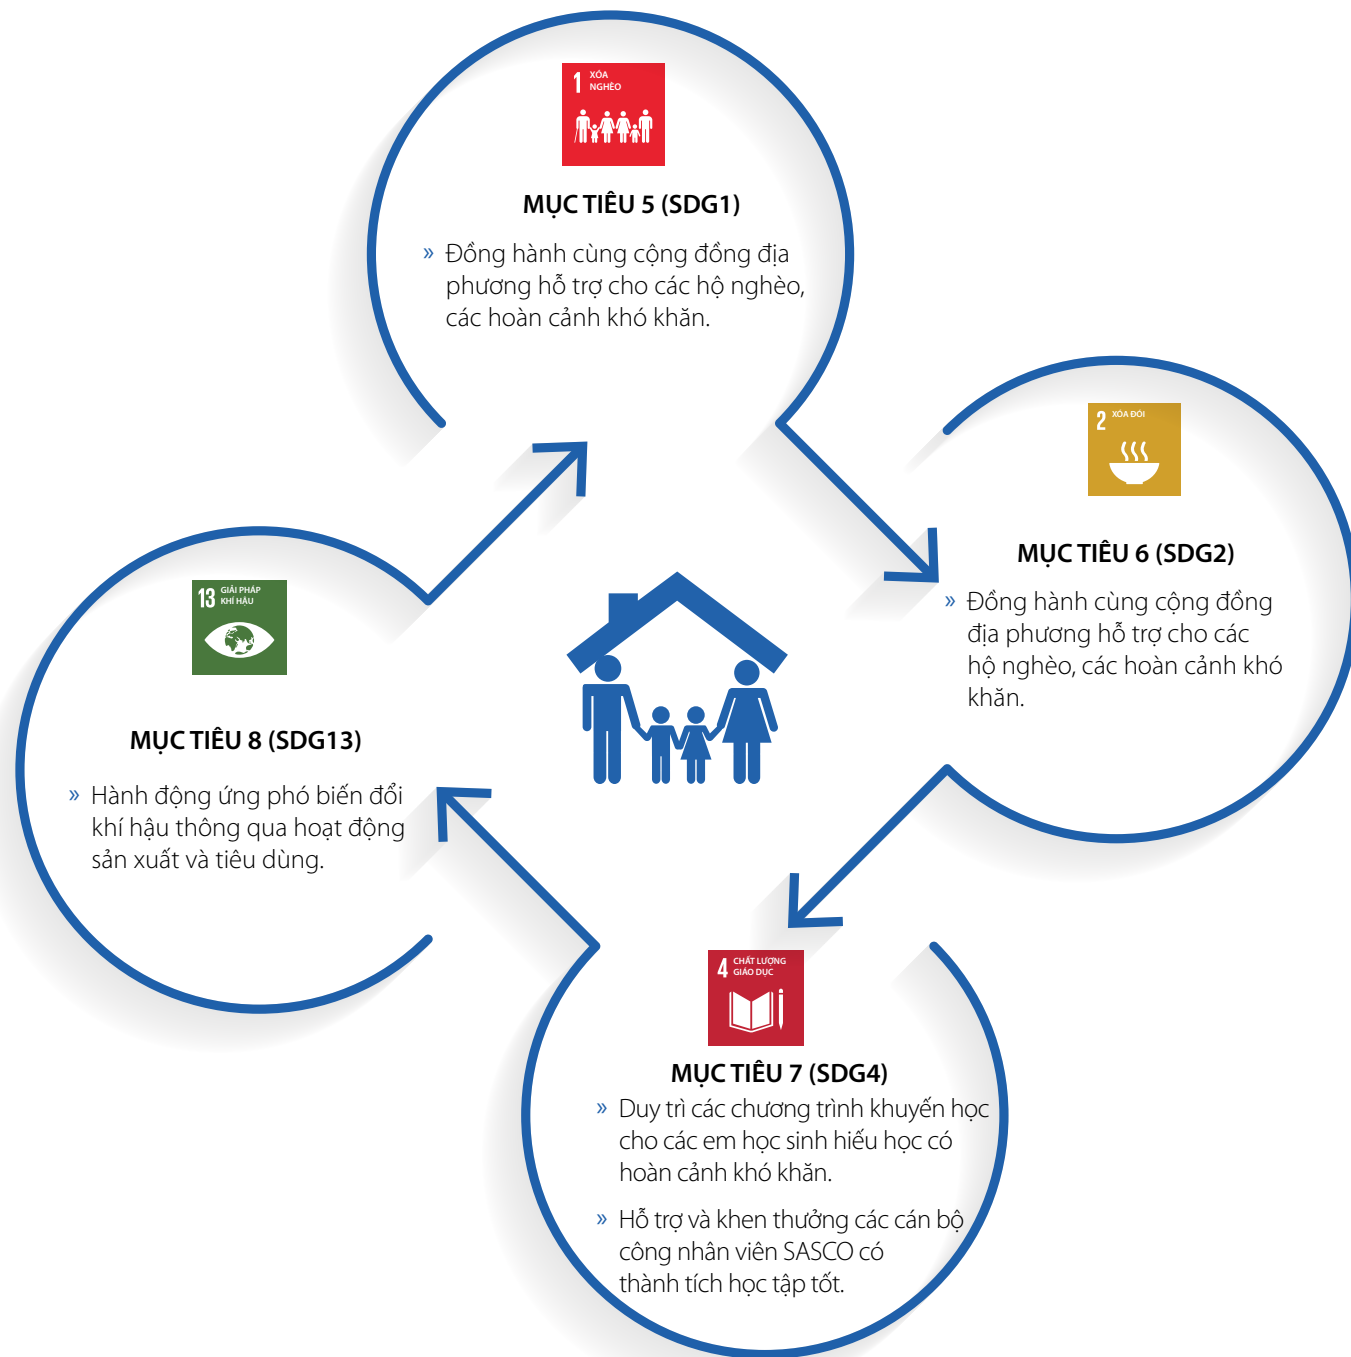 1 XÓA
NGHÈO
MỤC TIÊU 5 (SDG1)
» Đồng hành cùng cộng đồng địa
phương hỗ trợ cho các hộ nghèo,
các hoàn cảnh khó khăn.
2 XÓA ĐÓI
MỤC TIÊU 6 (SDG2)
» Đồng hành cùng cộng đồng
địa phương hỗ trợ cho các
hộ nghèo, các hoàn cảnh khó
khăn.
4 CHẤT LƯỢNG
GIÁO DỤC
MỤC TIÊU 7 (SDG4)
» Duy trì các chương trình khuyến học
cho các em học sinh hiếu học có
hoàn cảnh khó khăn.
» Hỗ trợ và khen thưởng các cán bộ
công nhân viên SASCO có
thành tích học tập tốt.
13 GIẢI PHÁP
KHÍ HẬU
MỤC TIÊU 8 (SDG13)
» Hành động ứng phó biến đổi
khí hậu thông qua hoạt động
sản xuất và tiêu dùng.